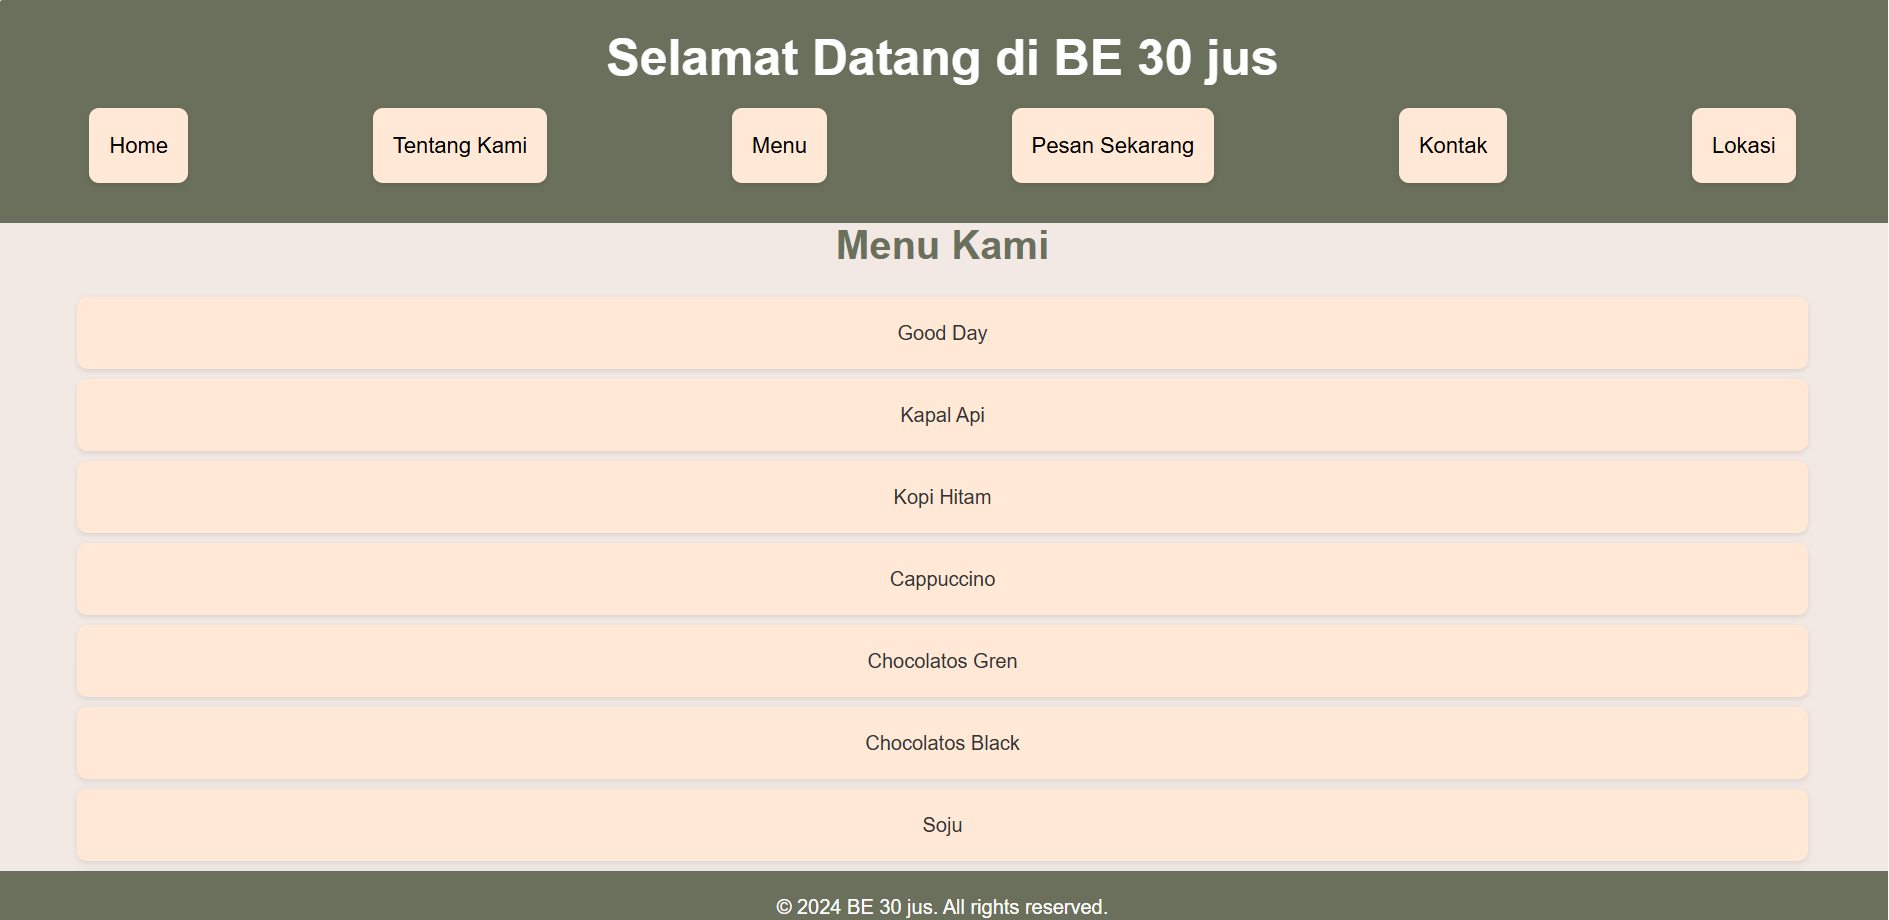 Selamat Datang di BE 30 jus
Home Tentang Kami Menu Pesan Sekarang Kontak Lokasi
Menu Kami
Good Day
Kapal Api
Kopi Hitam
Cappuccino
Chocolatos Gren
Chocolatos Black
Soju
© 2024 BE 30 jus. All rights reserved.